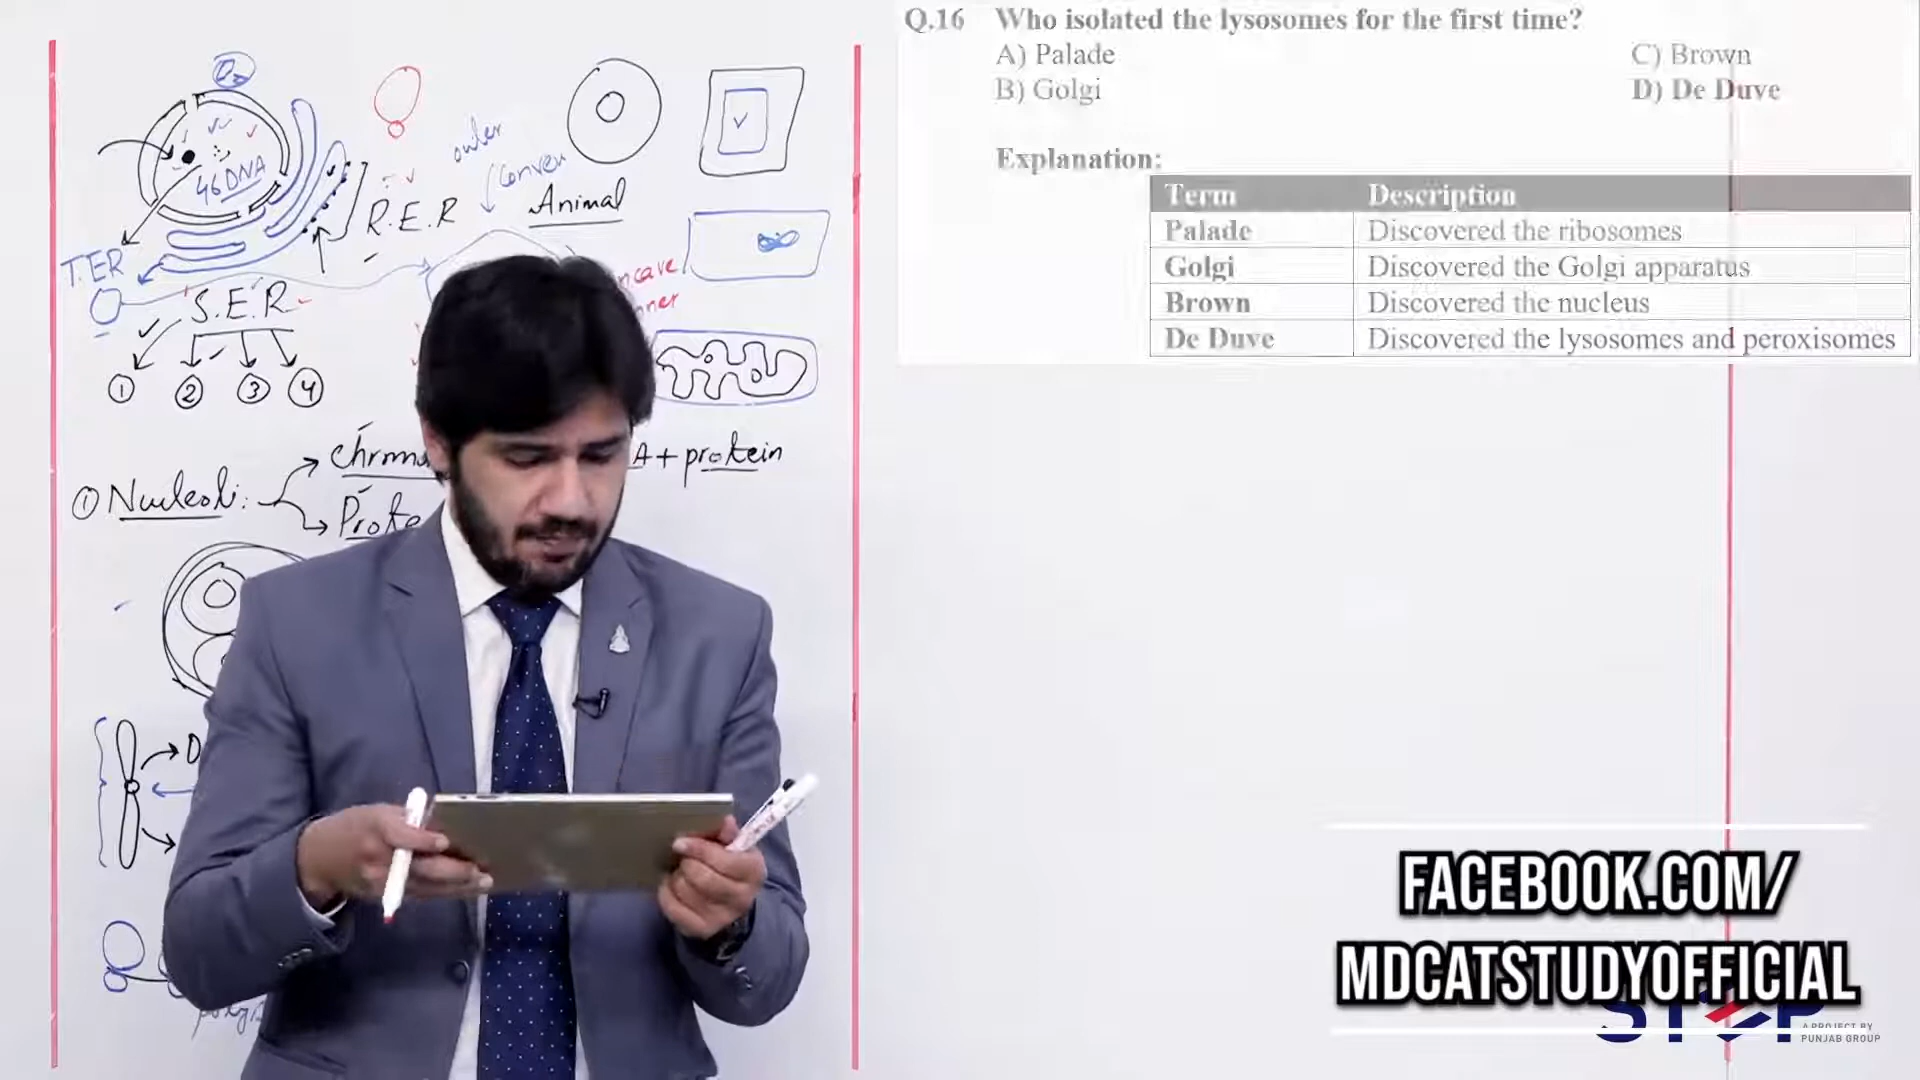 Q.16 Who isolated the lysosomes for the first time?
A) Palade
C) Brown
B) Golgi
D) De Duve
Explanation:
Term Description
Palade Discovered the ribosomes
Golgi Discovered the Golgi apparatus
Brown Discovered the nucleus
De Duve Discovered the lysosomes and peroxisomes
46 DNA
outer
Conven
R.E.R
Animal
T.ER
S.E.R
① ② ③ ④
A + protein
① Nucleoli:
FACEBOOK.COM/
MDCATSTUDYOFFICIAL
STEP
A PROJECT BY
PUNJAB GROUP